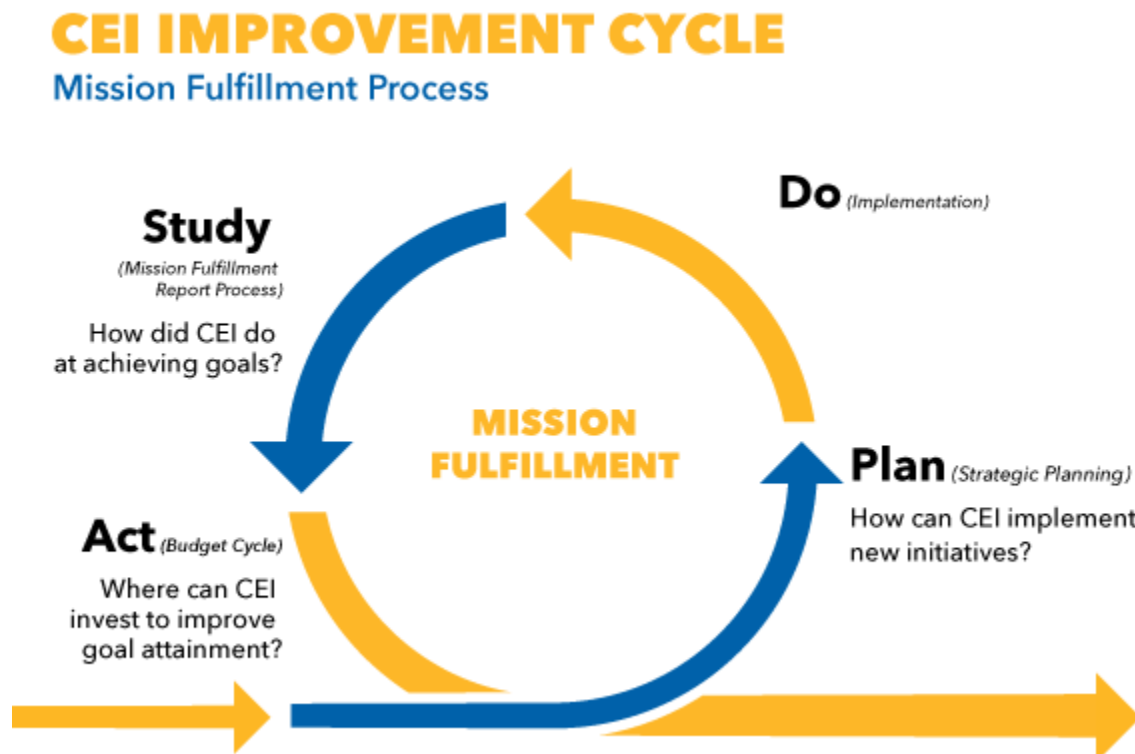 CEI IMPROVEMENT CYCLE
Mission Fulfillment Process
Do (Implementation)
Study
(Mission Fulfillment
Report Process)
How did CEI do
at achieving goals?
MISSION
FULFILLMENT
Plan (Strategic Planning)
How can CEI implement
new initiatives?
Act (Budget Cycle)
Where can CEI
invest to improve
goal attainment?